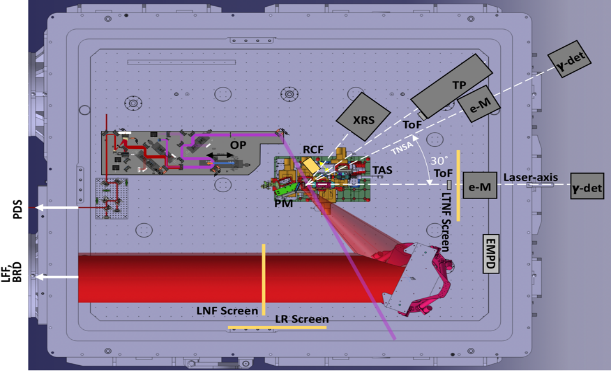 γ-det
TP
e-M
XRS
ToF
TNSA
OP
RCF
30°
ToF
TAS
Laser-axis
e-M
γ-det
PM
LTNF Screen
PDS
EMPD
LFF,
BRD
LNF Screen
LR Screen